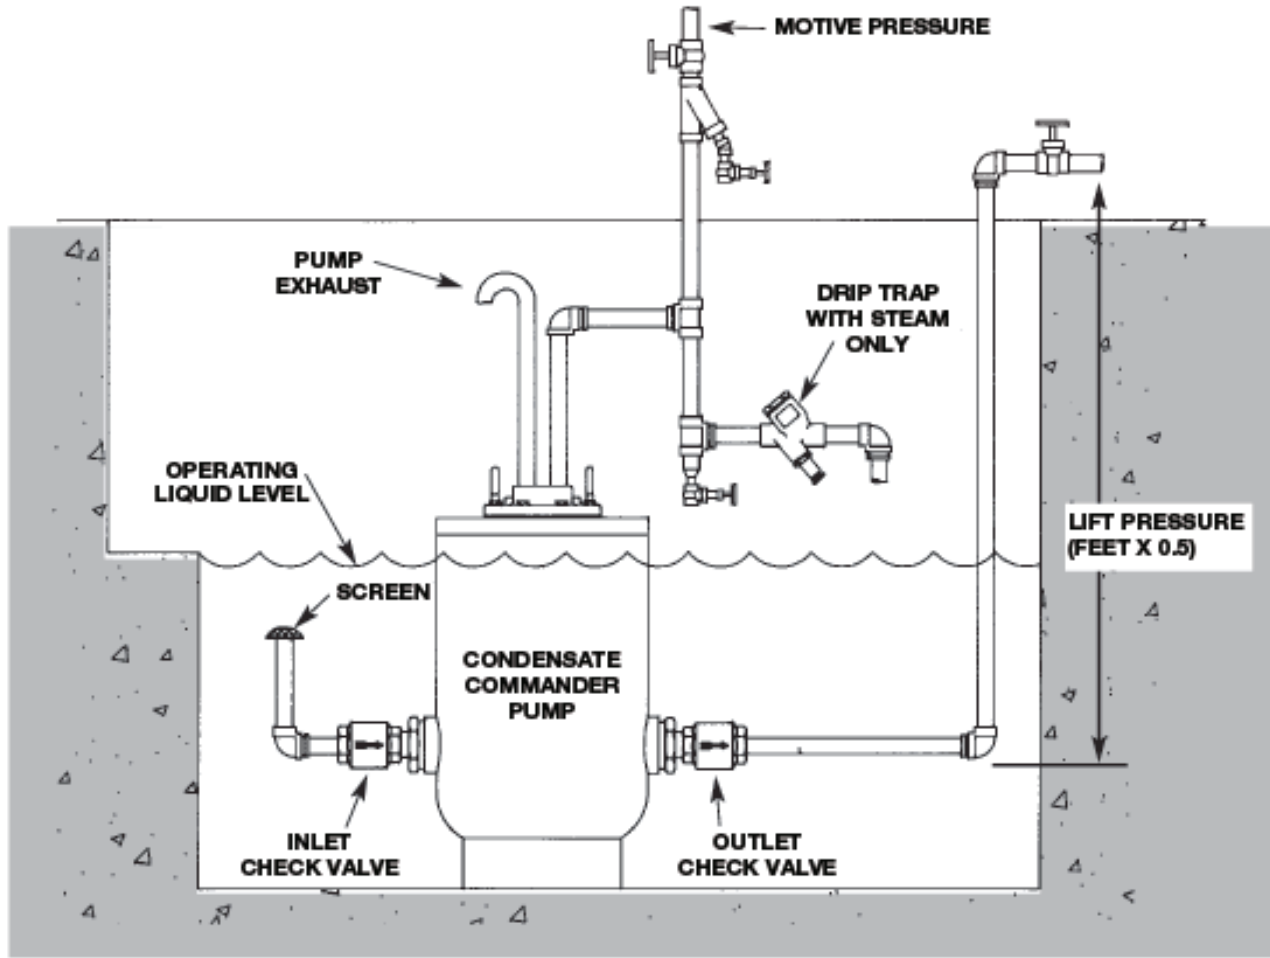 MOTIVE PRESSURE
PUMP
EXHAUST
DRIP TRAP
WITH STEAM
ONLY
OPERATING
LIQUID LEVEL
LIFT PRESSURE
(FEET X 0.5)
SCREEN
CONDENSATE
COMMANDER
PUMP
INLET
CHECK VALVE
OUTLET
CHECK VALVE